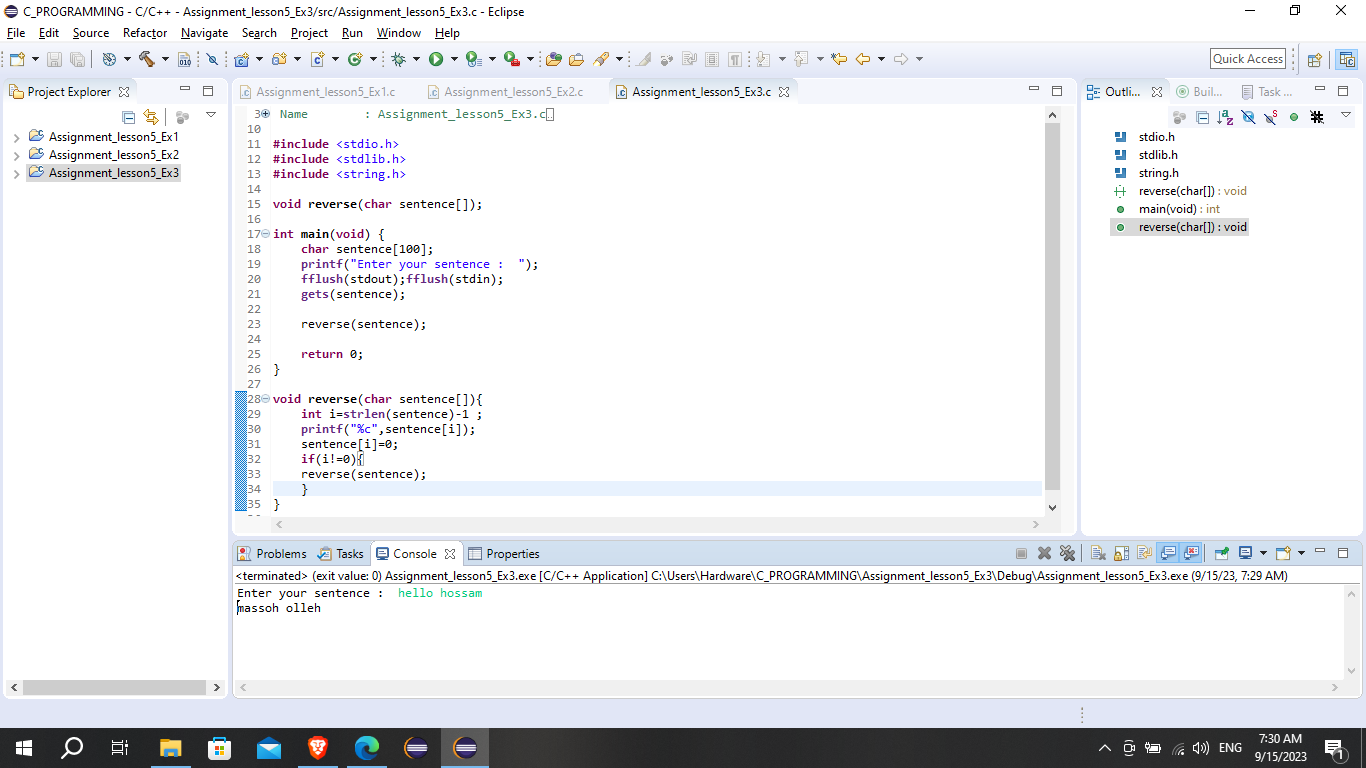 C_PROGRAMMING - C/C++ - Assignment_lesson5_Ex3/src/Assignment_lesson5_Ex3.c - Eclipse
File Edit Source Refactor Navigate Search Project Run Window Help
Quick Access
Project Explorer
Assignment_lesson5_Ex1
Assignment_lesson5_Ex2
Assignment_lesson5_Ex3
Assignment_lesson5_Ex1.c Assignment_lesson5_Ex2.c Assignment_lesson5_Ex3.c
3 Name : Assignment_lesson5_Ex3.c
10
11 #include <stdio.h>
12 #include <stdlib.h>
13 #include <string.h>
14
15 void reverse(char sentence[]);
16
17 int main(void) {
18 char sentence[100];
19 printf("Enter your sentence :  ");
20 fflush(stdout);fflush(stdin);
21 gets(sentence);
22
23 reverse(sentence);
24
25 return 0;
26 }
27
28 void reverse(char sentence[]){
29 int i=strlen(sentence)-1 ;
30 printf("%c",sentence[i]);
31 sentence[i]=0;
32 if(i!=0){
33 reverse(sentence);
34 }
35 }
Outli... Buil... Task ...
stdio.h
stdlib.h
string.h
reverse(char[]) : void
main(void) : int
reverse(char[]) : void
Problems Tasks Console Properties
<terminated> (exit value: 0) Assignment_lesson5_Ex3.exe [C/C++ Application] C:\Users\Hardware\C_PROGRAMMING\Assignment_lesson5_Ex3\Debug\Assignment_lesson5_Ex3.exe (9/15/23, 7:29 AM)
Enter your sentence :  hello hossam
massoh olleh
ENG
7:30 AM
9/15/2023
1